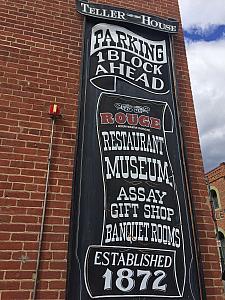 TELLER HOUSE
PARKING
1 BLOCK
AHEAD
ROUGE
RESTAURANT
MUSEUM
ASSAY
GIFT SHOP
BANQUET ROOMS
ESTABLISHED
1872